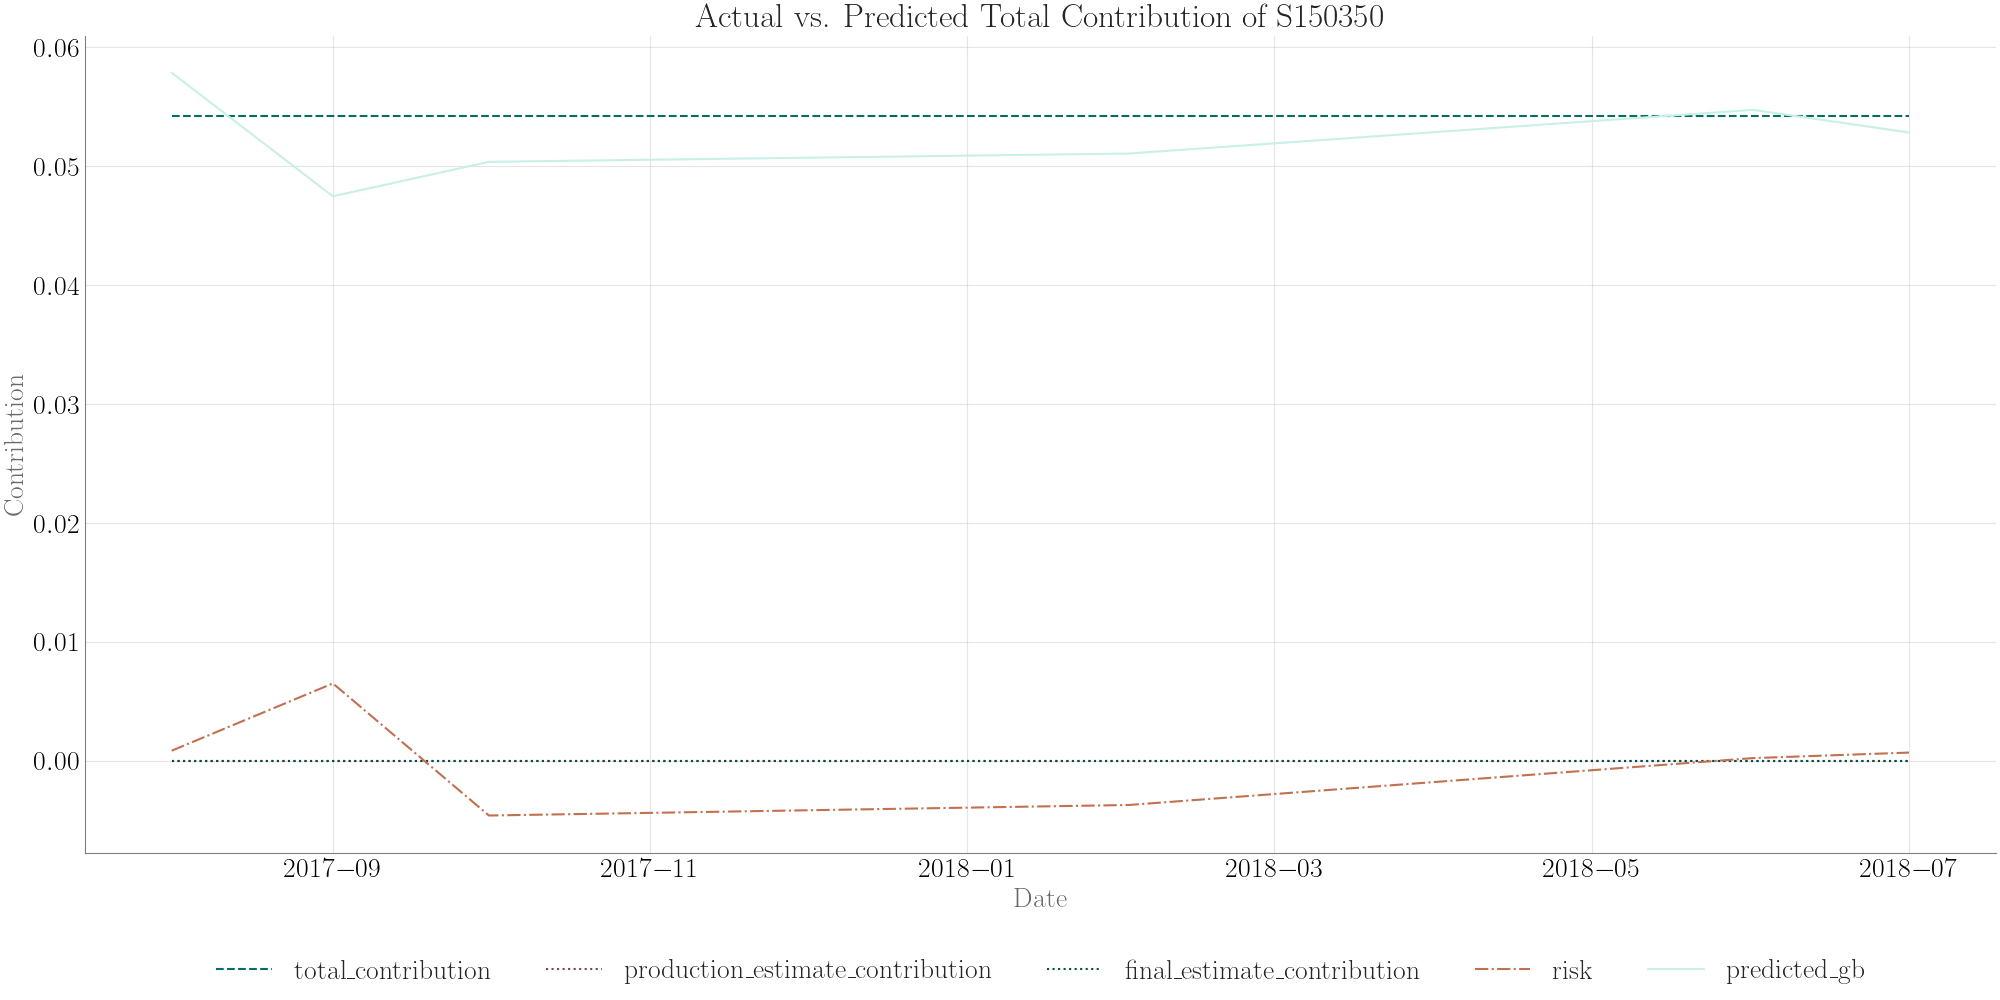 Actual vs. Predicted Total Contribution of S150350
0.06
0.05
0.04
0.03
0.02
0.01
0.00
Contribution
2017−09 2017−11 2018−01 2018−03 2018−05 2018−07
Date
total_contribution production_estimate_contribution final_estimate_contribution risk predicted_gb